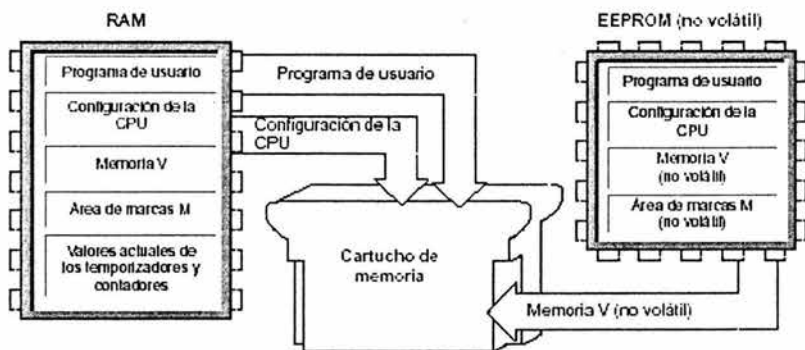 RAM
Programa de usuario
Configuración de la
CPU
Memoria V
Área de marcas M
Valores actuales de
los temporizadores y
contadores
Programa de usuario
Configuración de la
CPU
Cartucho de
memoria
EEPROM (no volátil)
Programa de usuario
Configuración de la
CPU
Memoria V
(no volátil)
Área de marcas M
(no volátil)
Memoria V (no volátil)